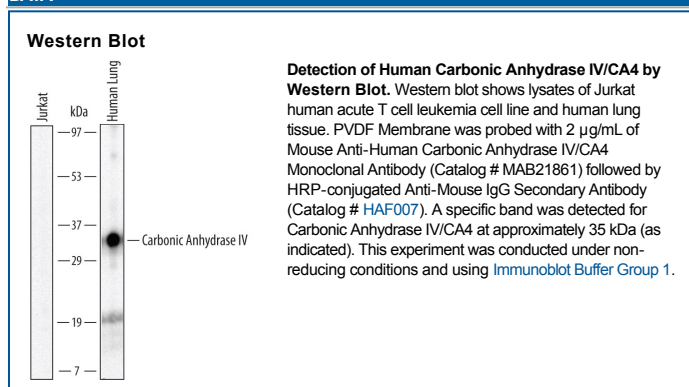 Western Blot
Jurkat
kDa
Human Lung
97
53
37
Carbonic Anhydrase IV
29
19
7
Detection of Human Carbonic Anhydrase IV/CA4 by
Western Blot. Western blot shows lysates of Jurkat
human acute T cell leukemia cell line and human lung
tissue. PVDF Membrane was probed with 2 µg/mL of
Mouse Anti-Human Carbonic Anhydrase IV/CA4
Monoclonal Antibody (Catalog # MAB21861) followed by
HRP-conjugated Anti-Mouse IgG Secondary Antibody
(Catalog # HAF007). A specific band was detected for
Carbonic Anhydrase IV/CA4 at approximately 35 kDa (as
indicated). This experiment was conducted under non-
reducing conditions and using Immunoblot Buffer Group 1.